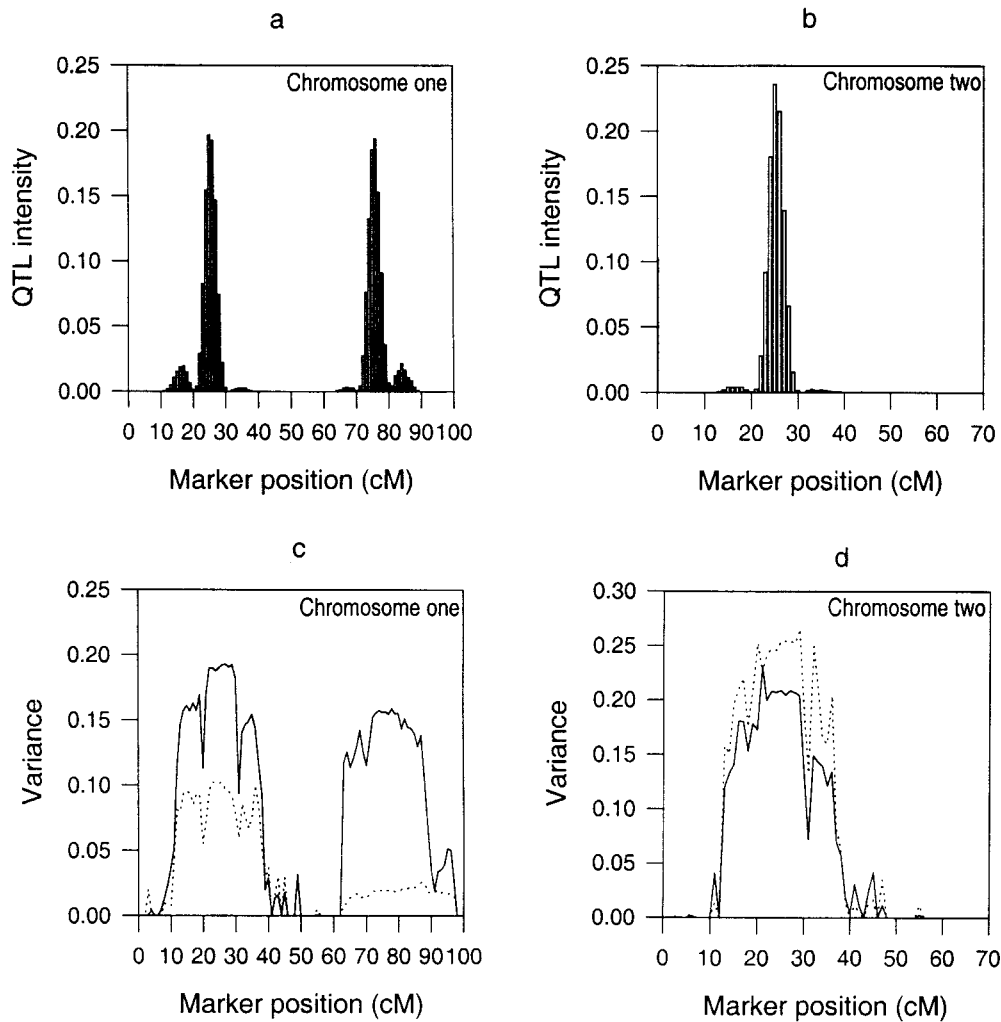 a
Chromosome one
QTL intensity
0.25
0.20
0.15
0.10
0.05
0.00
0 10 20 30 40 50 60 70 80 90 100
Marker position (cM)
b
Chromosome two
QTL intensity
0.25
0.20
0.15
0.10
0.05
0.00
0 10 20 30 40 50 60 70
Marker position (cM)
c
Chromosome one
Variance
0.25
0.20
0.15
0.10
0.05
0.00
0 10 20 30 40 50 60 70 80 90 100
Marker position (cM)
d
Chromosome two
Variance
0.30
0.25
0.20
0.15
0.10
0.05
0.00
0 10 20 30 40 50 60 70
Marker position (cM)